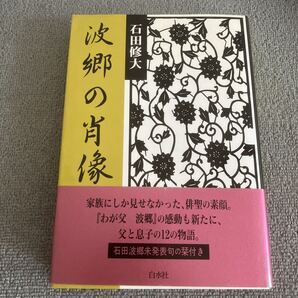 波郷の肖像
石田修大
家族にしか見せなかった、俳聖の素顔。
『わが父 波郷』の感動も新たに、
父と息子の12の物語。
石田波郷未発表句の栞付き
白水社